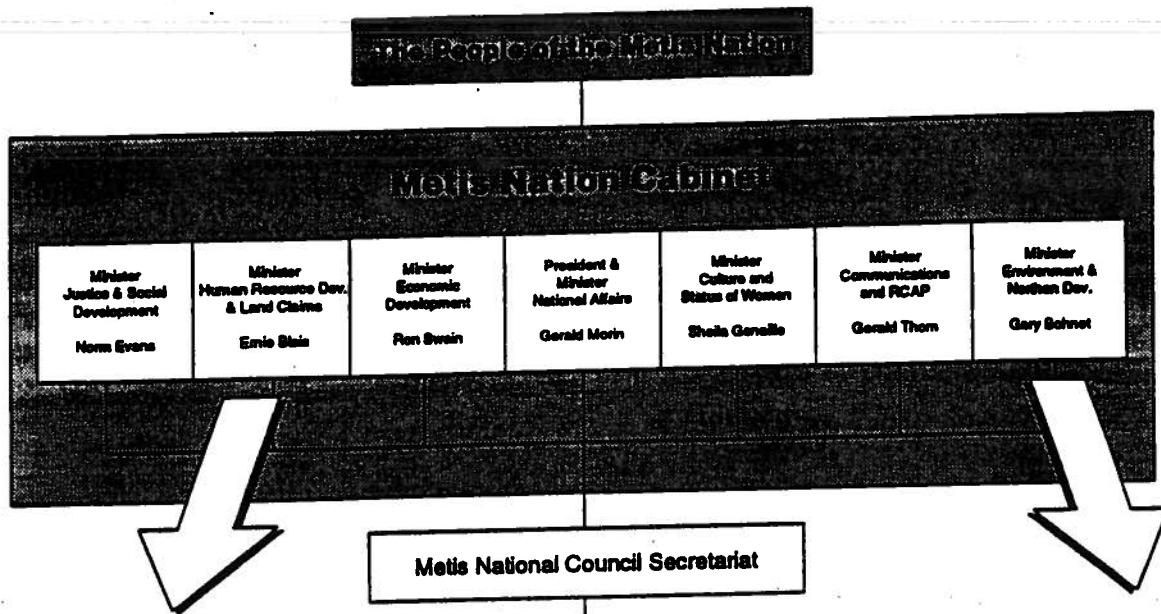 The People of the Metis Nation
Metis Nation Cabinet
Minister
Justice & Social
Development
Norm Evans
Minister
Human Resource Dev.
& Land Claims
Ernie Blais
Minister
Economic
Development
Ron Swain
President &
Minister
National Affairs
Gerald Morin
Minister
Culture and
Status of Women
Sheila Genaille
Minister
Communications
and RCAP
Gerald Thom
Minister
Environment &
Northan Dev.
Gary Bohnet
Metis National Council Secretariat